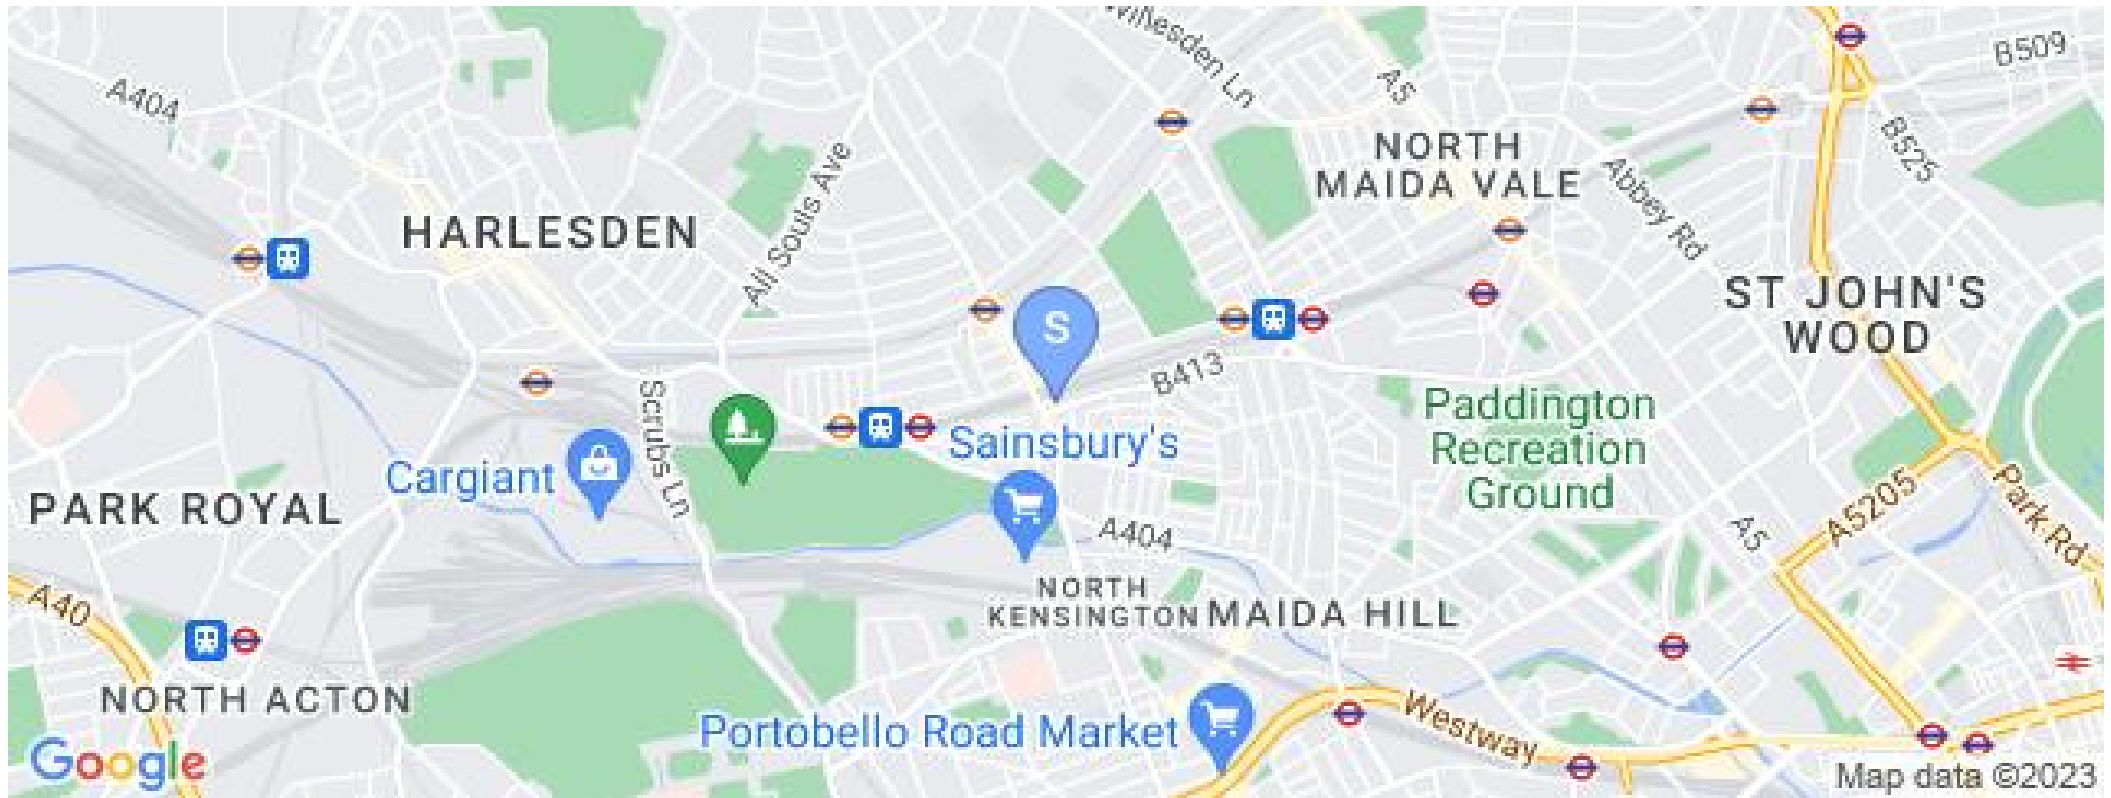 Willesden Ln
B509
A404
A5
NORTH
MAIDA VALE
B525
All Souls Ave
Abbey Rd
HARLESDEN
ST JOHN'S
WOOD
S
B413
Scrubs Ln
Paddington
Recreation
Ground
Sainsbury's
Cargiant
PARK ROYAL
A5205
Park Rd
A5
A404
A40
NORTH
KENSINGTON
MAIDA HILL
NORTH ACTON
Portobello Road Market
Westway
Google
Map data ©2023